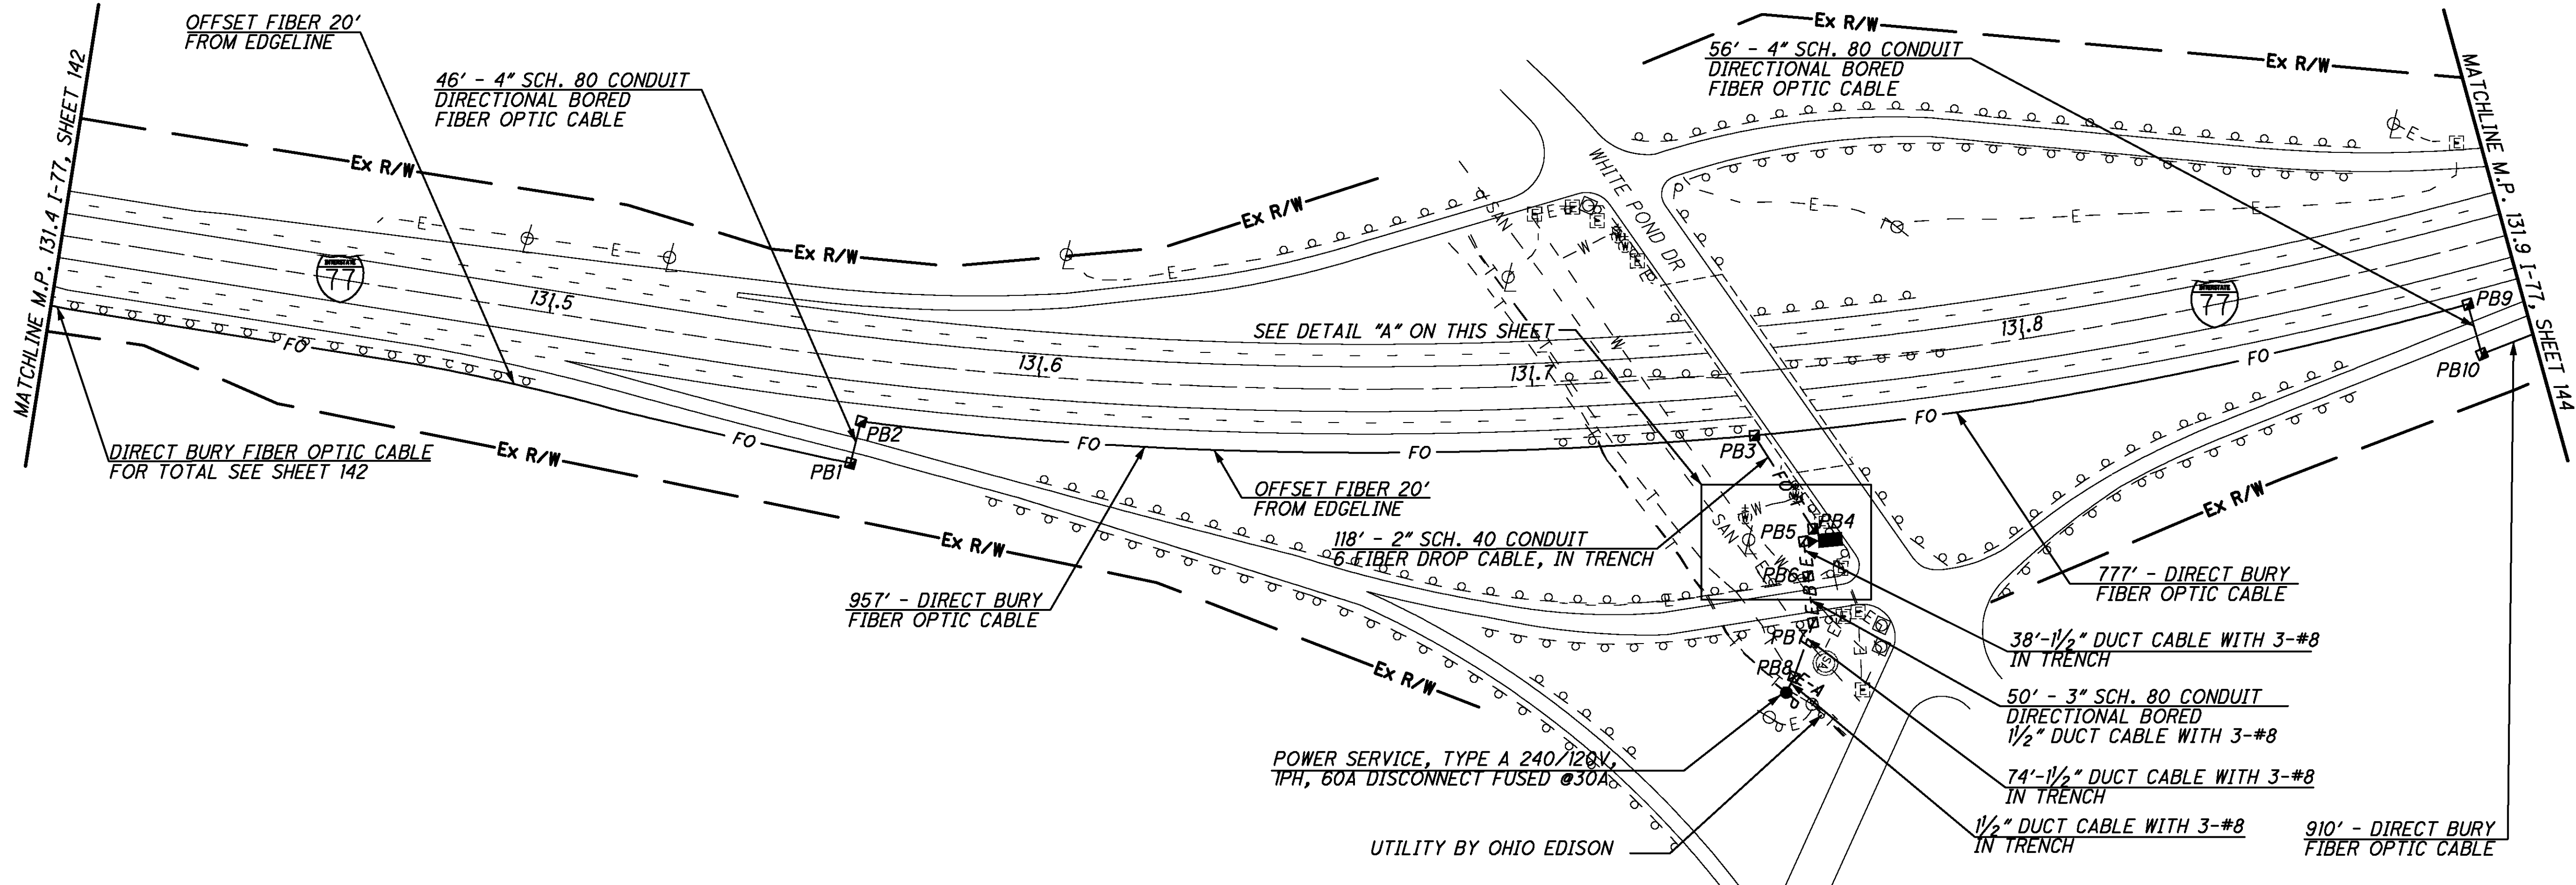 OFFSET FIBER 20'
FROM EDGELINE
46' - 4" SCH. 80 CONDUIT
DIRECTIONAL BORED
FIBER OPTIC CABLE
Ex R/W
Ex R/W
56' - 4" SCH. 80 CONDUIT
DIRECTIONAL BORED
FIBER OPTIC CABLE
MATCHLINE M.P. 131.4 I-77, SHEET 142
MATCHLINE M.P. 131.9 I-77, SHEET 144
Ex R/W
Ex R/W
Ex R/W
WHITE POND DR
SAN
INTERSTATE
77
INTERSTATE
77
131.5
131.6
131.7
131.8
SEE DETAIL "A" ON THIS SHEET
PB9
PB10
FO
FO
FO
FO
FO
FO
FO
PB2
PB1
PB3
DIRECT BURY FIBER OPTIC CABLE
FOR TOTAL SEE SHEET 142
Ex R/W
Ex R/W
Ex R/W
Ex R/W
OFFSET FIBER 20'
FROM EDGELINE
118' - 2" SCH. 40 CONDUIT
6 FIBER DROP CABLE, IN TRENCH
SAN
PB4
PB5
PB6
PB7
PB8
957' - DIRECT BURY
FIBER OPTIC CABLE
777' - DIRECT BURY
FIBER OPTIC CABLE
38'-1½" DUCT CABLE WITH 3-#8
IN TRENCH
50' - 3" SCH. 80 CONDUIT
DIRECTIONAL BORED
1½" DUCT CABLE WITH 3-#8
74'-1½" DUCT CABLE WITH 3-#8
IN TRENCH
1½" DUCT CABLE WITH 3-#8
IN TRENCH
POWER SERVICE, TYPE A 240/120V,
1PH, 60A DISCONNECT FUSED @30A
UTILITY BY OHIO EDISON
910' - DIRECT BURY
FIBER OPTIC CABLE